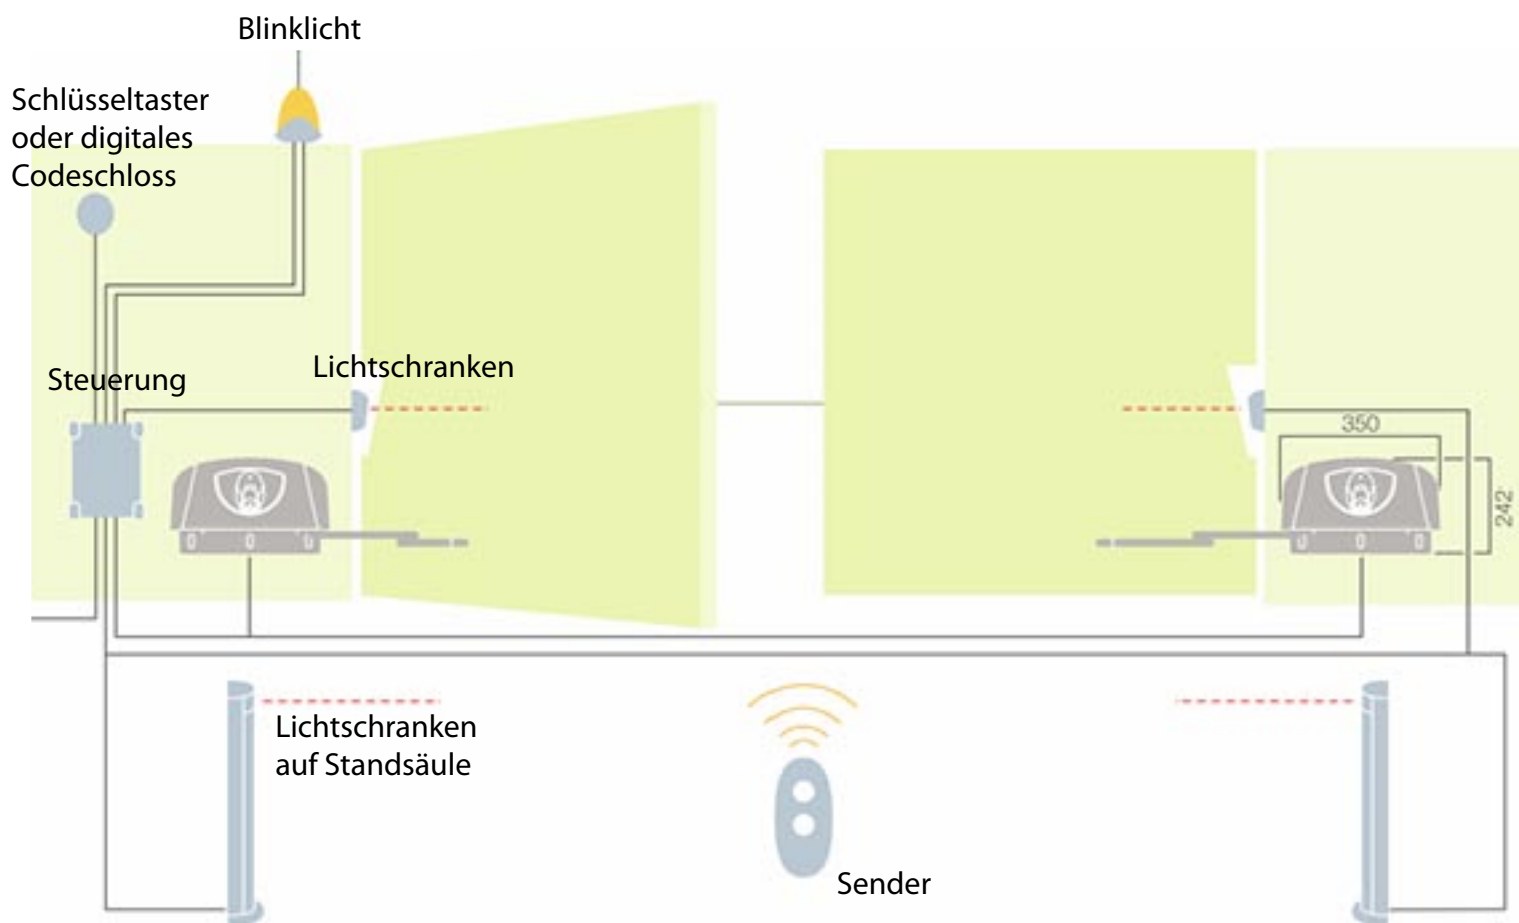 Blinklicht
Schlüsseltaster
oder digitales
Codeschloss
Steuerung
Lichtschranken
350
242
Lichtschranken
auf Standsäule
Sender